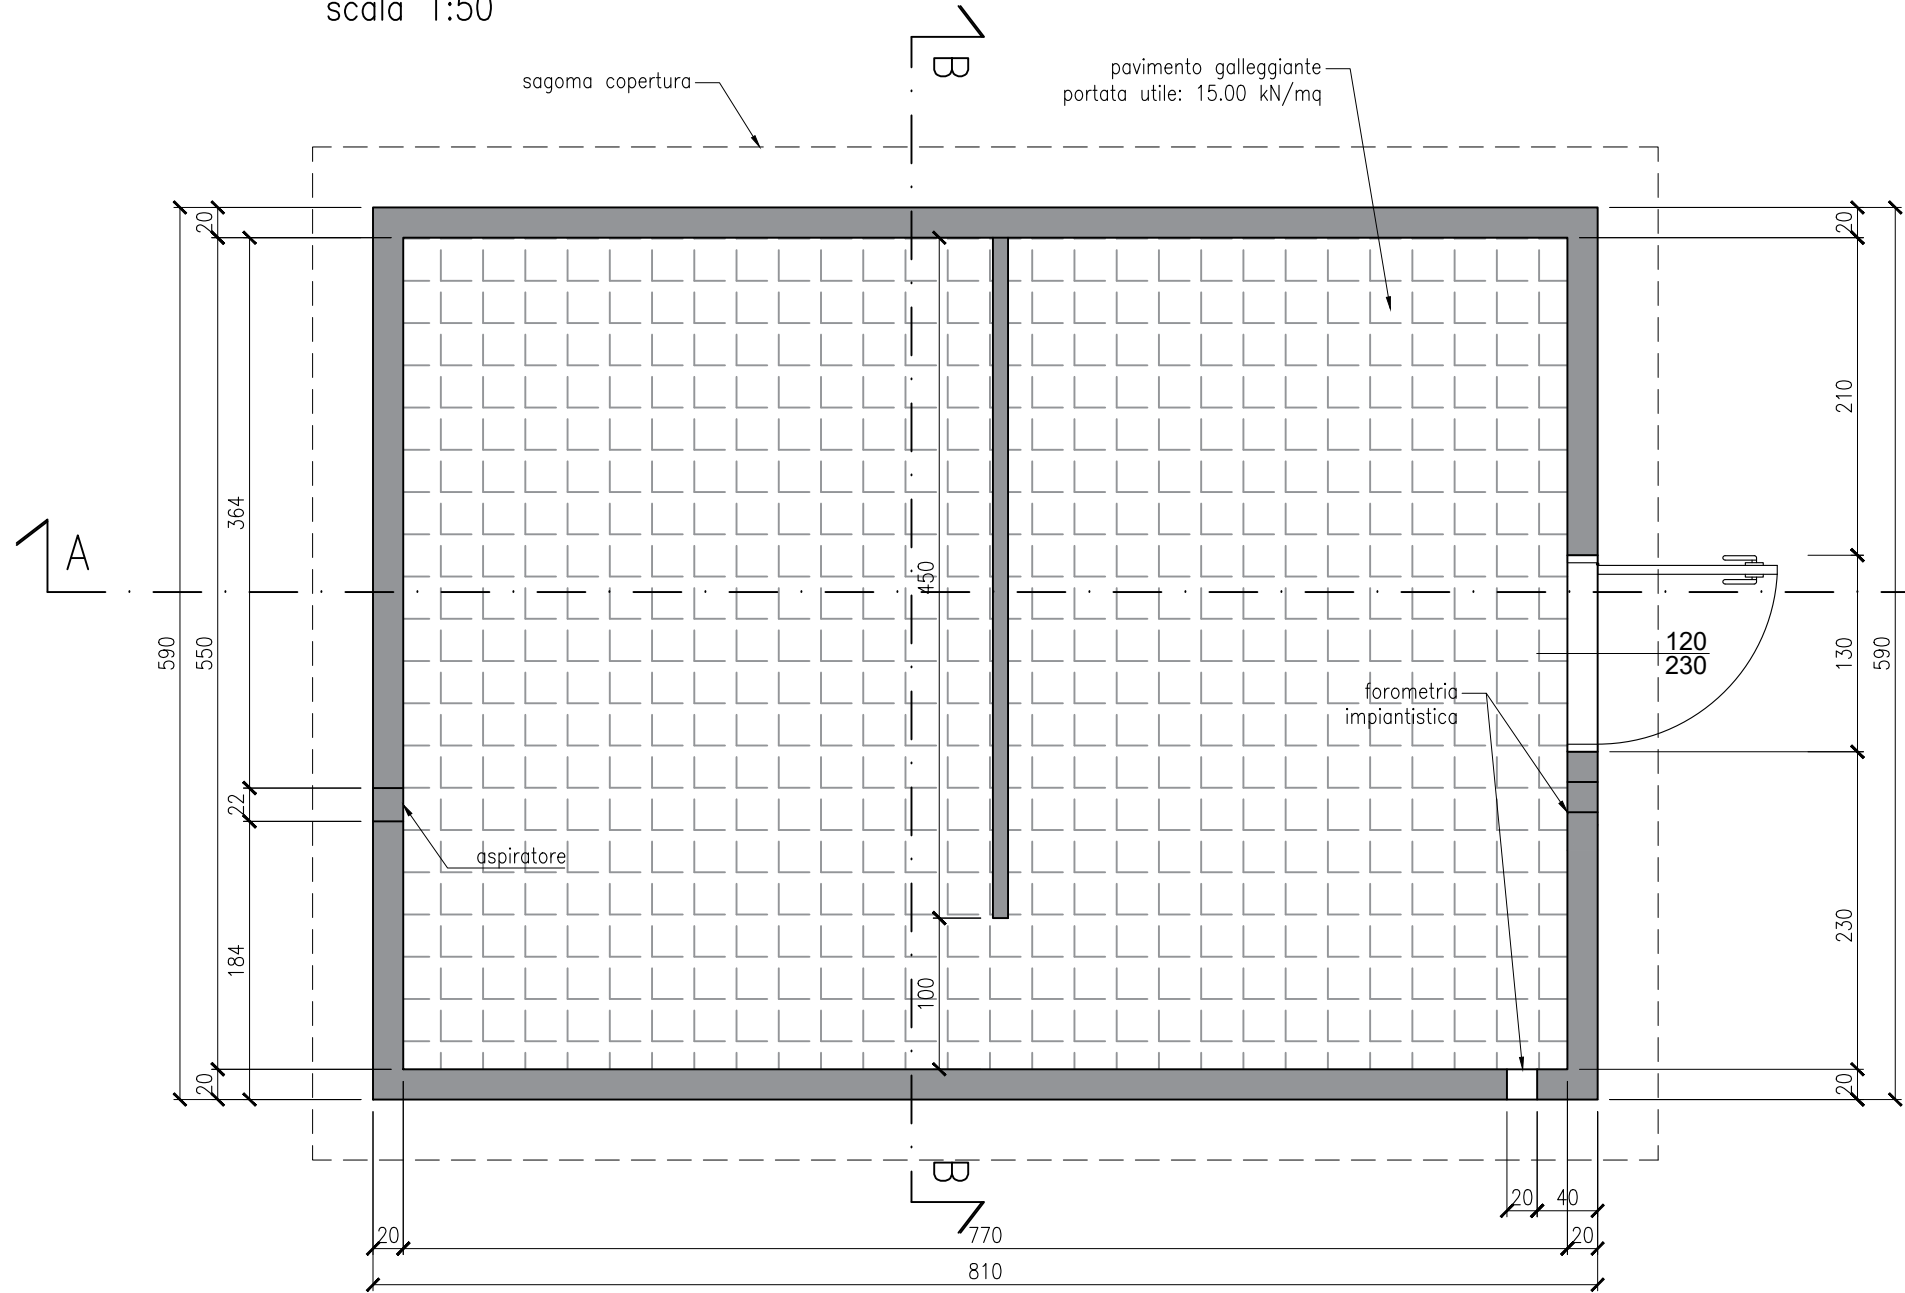 scala 1:50
B
sagoma copertura
pavimento galleggiante
portata utile: 15.00 kN/mq
20
20
210
364
450
A
590
550
120
230
130
590
forometria
impiantistica
22
aspiratore
184
230
100
20
20
B
20
40
20
770
20
810